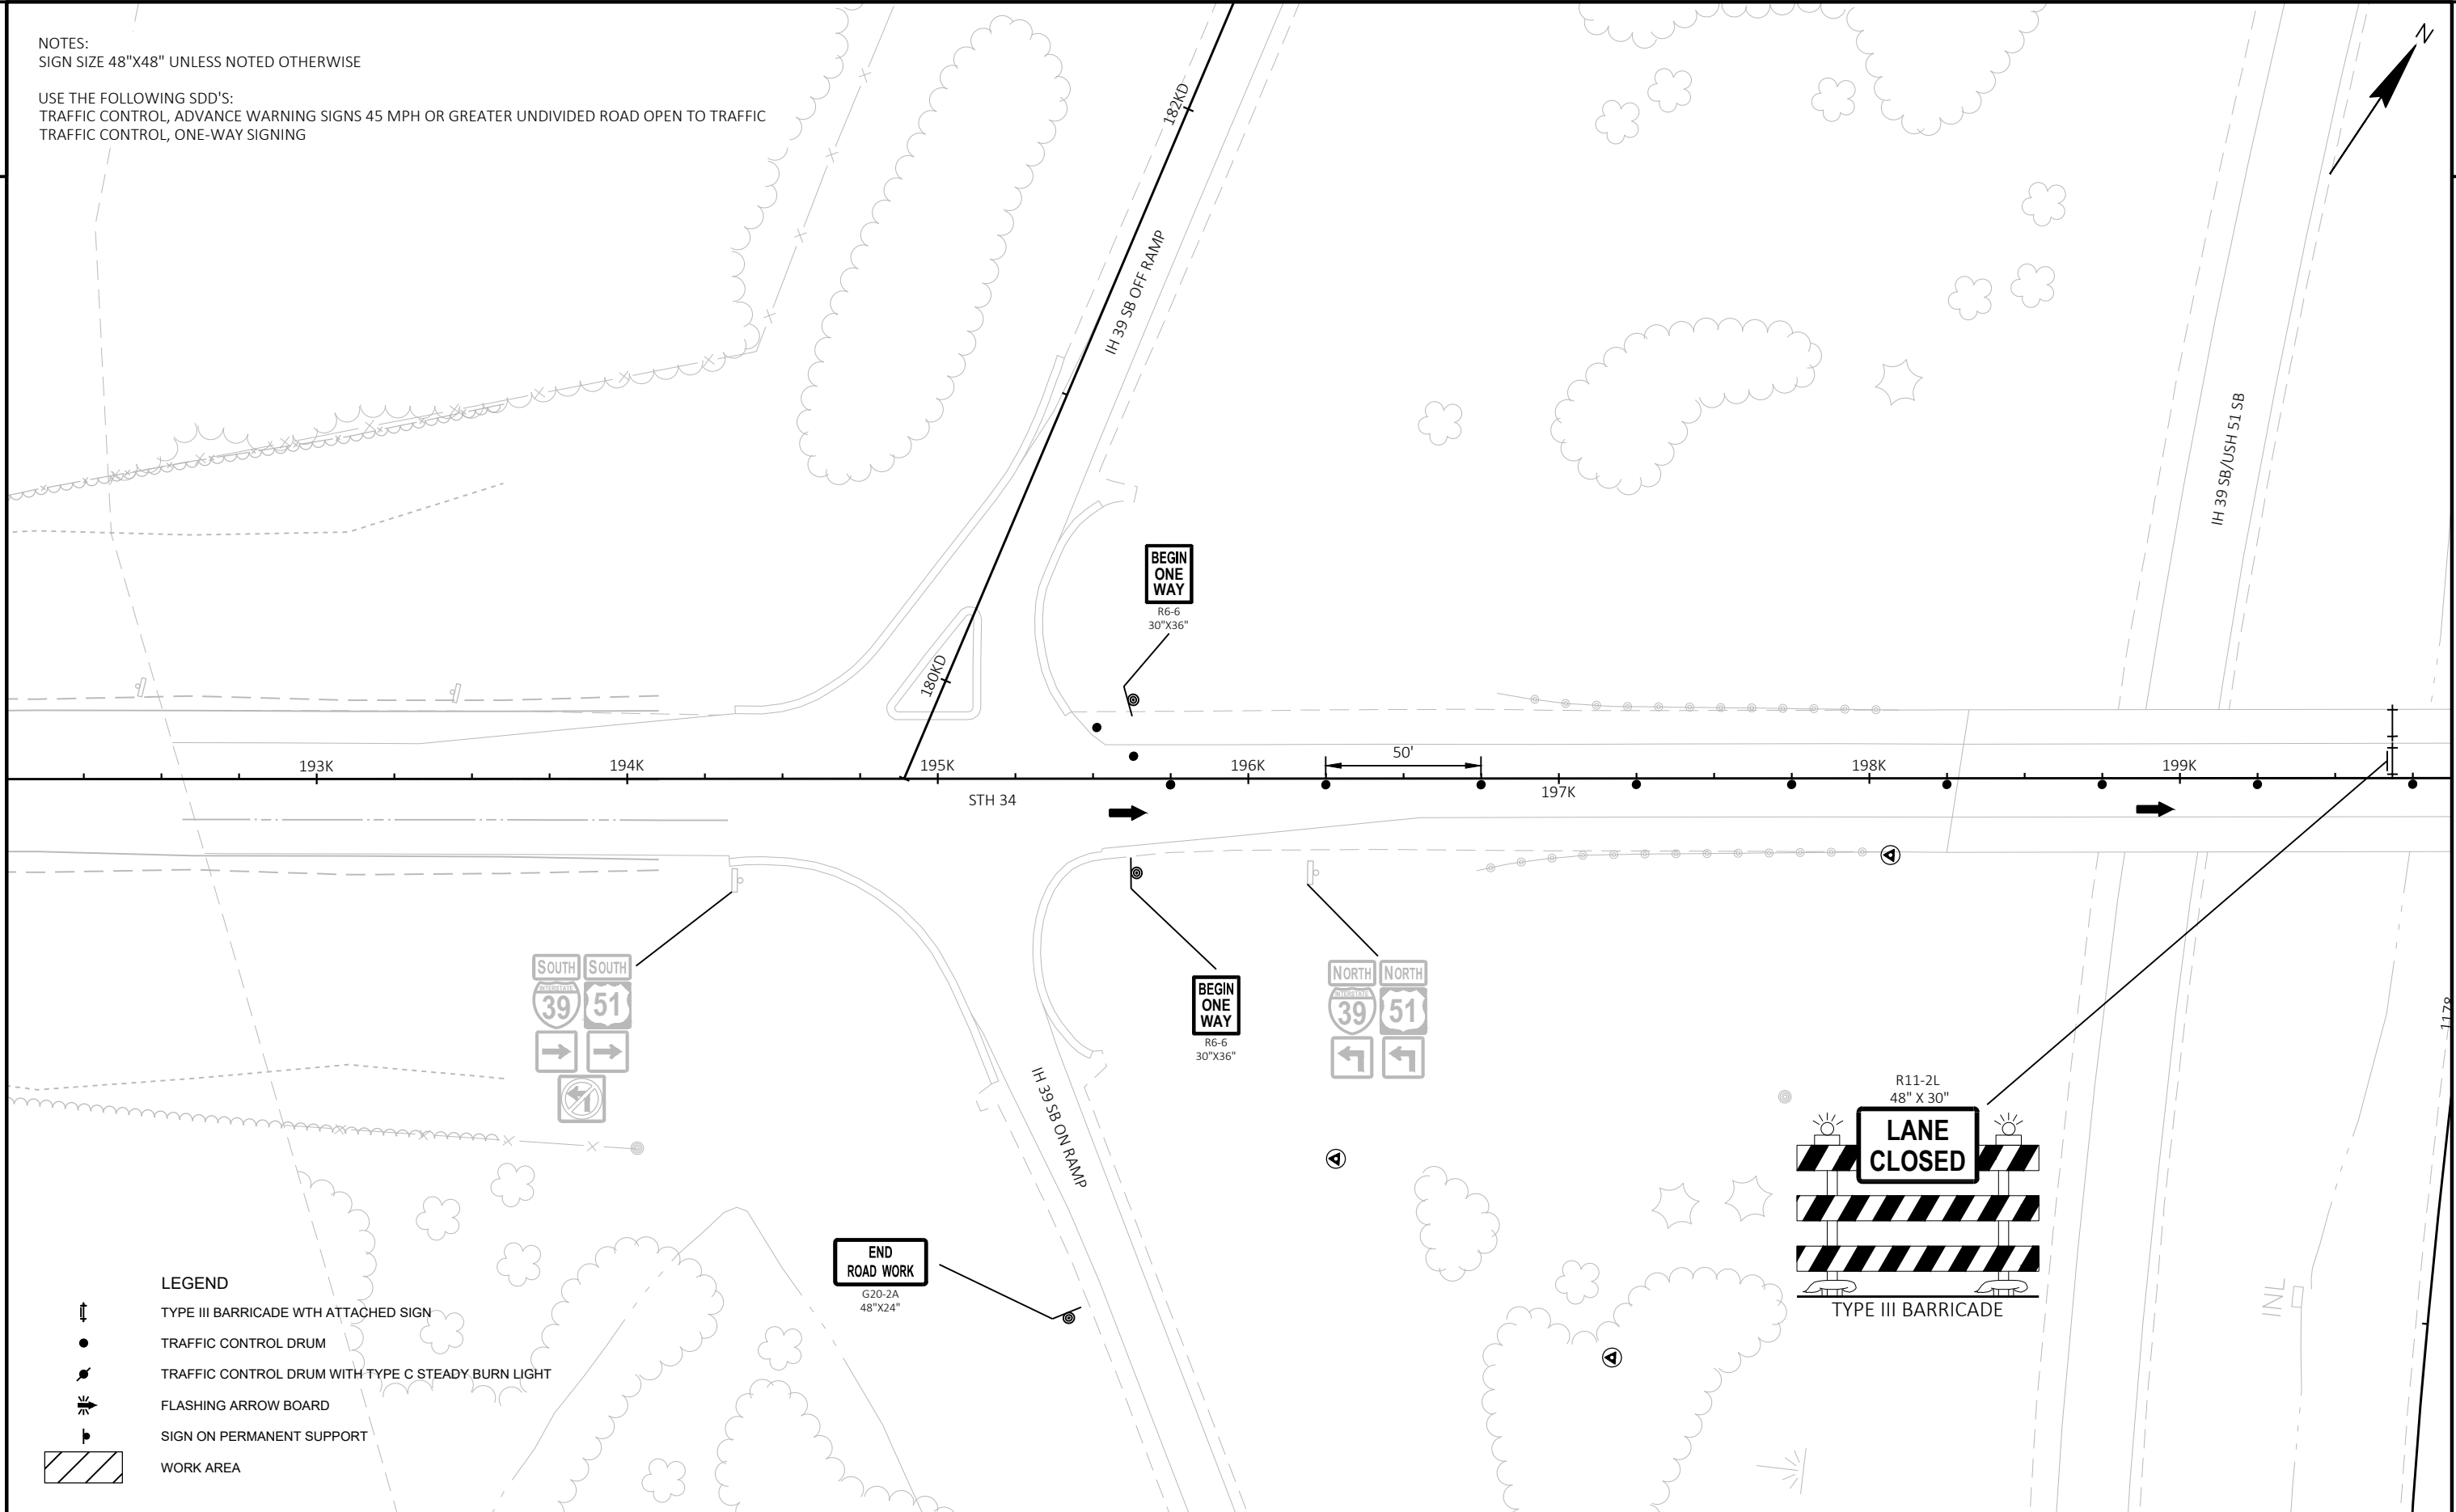 NOTES:
SIGN SIZE 48"X48" UNLESS NOTED OTHERWISE
USE THE FOLLOWING SDD'S:
TRAFFIC CONTROL, ADVANCE WARNING SIGNS 45 MPH OR GREATER UNDIVIDED ROAD OPEN TO TRAFFIC
TRAFFIC CONTROL, ONE-WAY SIGNING
N
182KD
IH 39 SB OFF RAMP
180KD
IH 39 SB/USH 51 SB
BEGIN
ONE
WAY
R6-6
30"X36"
50'
193K
194K
195K
196K
197K
198K
199K
STH 34
SOUTH SOUTH
INTERSTATE
39 51
BEGIN
ONE
WAY
R6-6
30"X36"
NORTH NORTH
INTERSTATE
39 51
IH 39 SB ON RAMP
1178
R11-2L
48" X 30"
LANE
CLOSED
TYPE III BARRICADE
INL
END
ROAD WORK
G20-2A
48"X24"
LEGEND
TYPE III BARRICADE WTH ATTACHED SIGN
TRAFFIC CONTROL DRUM
TRAFFIC CONTROL DRUM WITH TYPE C STEADY BURN LIGHT
FLASHING ARROW BOARD
SIGN ON PERMANENT SUPPORT
WORK AREA